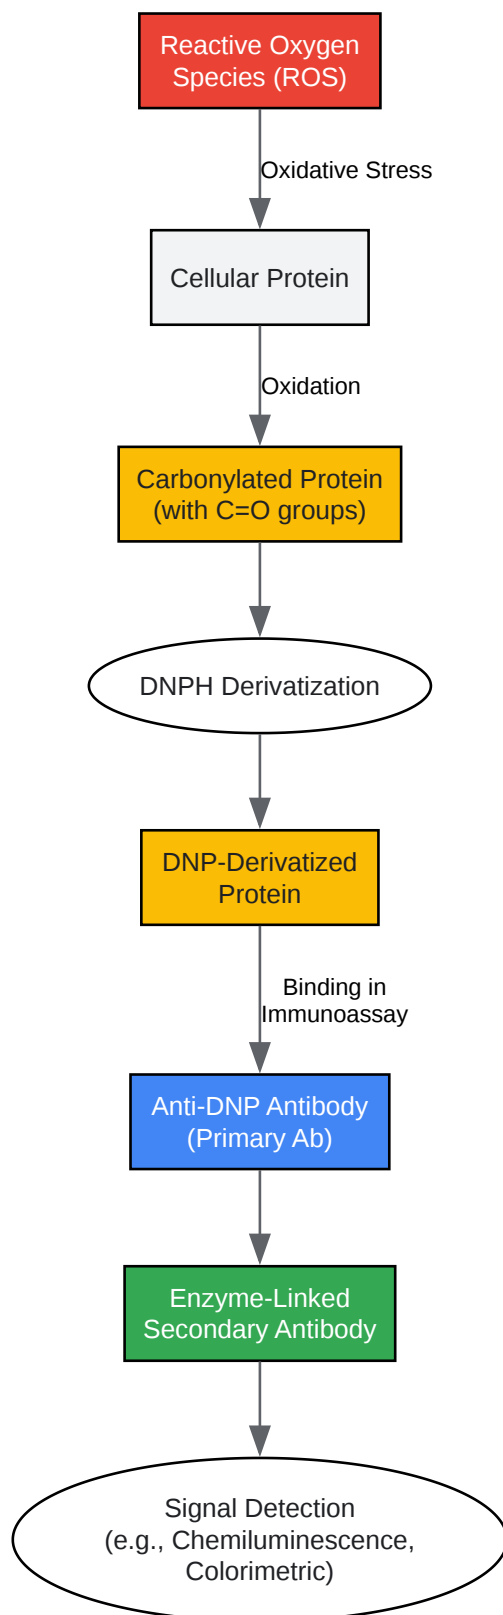 Reactive Oxygen
Species (ROS)
Oxidative Stress
Cellular Protein
Oxidation
Carbonylated Protein
(with C=O groups)
DNPH Derivatization
DNP-Derivatized
Protein
Binding in
Immunoassay
Anti-DNP Antibody
(Primary Ab)
Enzyme-Linked
Secondary Antibody
Signal Detection
(e.g., Chemiluminescence,
Colorimetric)